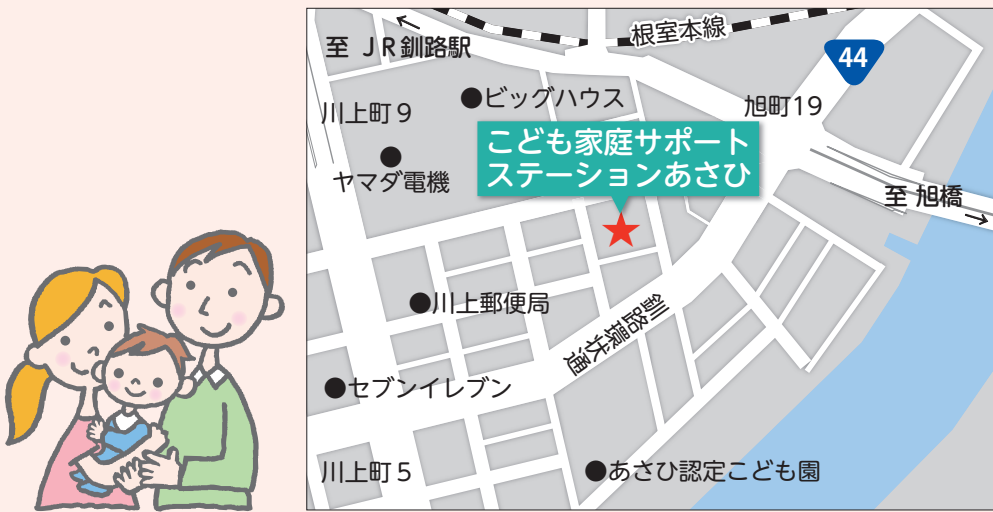 根室本線
44
至 JR釧路駅
ビッグハウス
旭町19
川上町9
こども家庭サポート
ステーションあさひ
ヤマダ電機
至 旭橋
川上郵便局
釧路環状通
セブンイレブン
川上町5
あさひ認定こども園